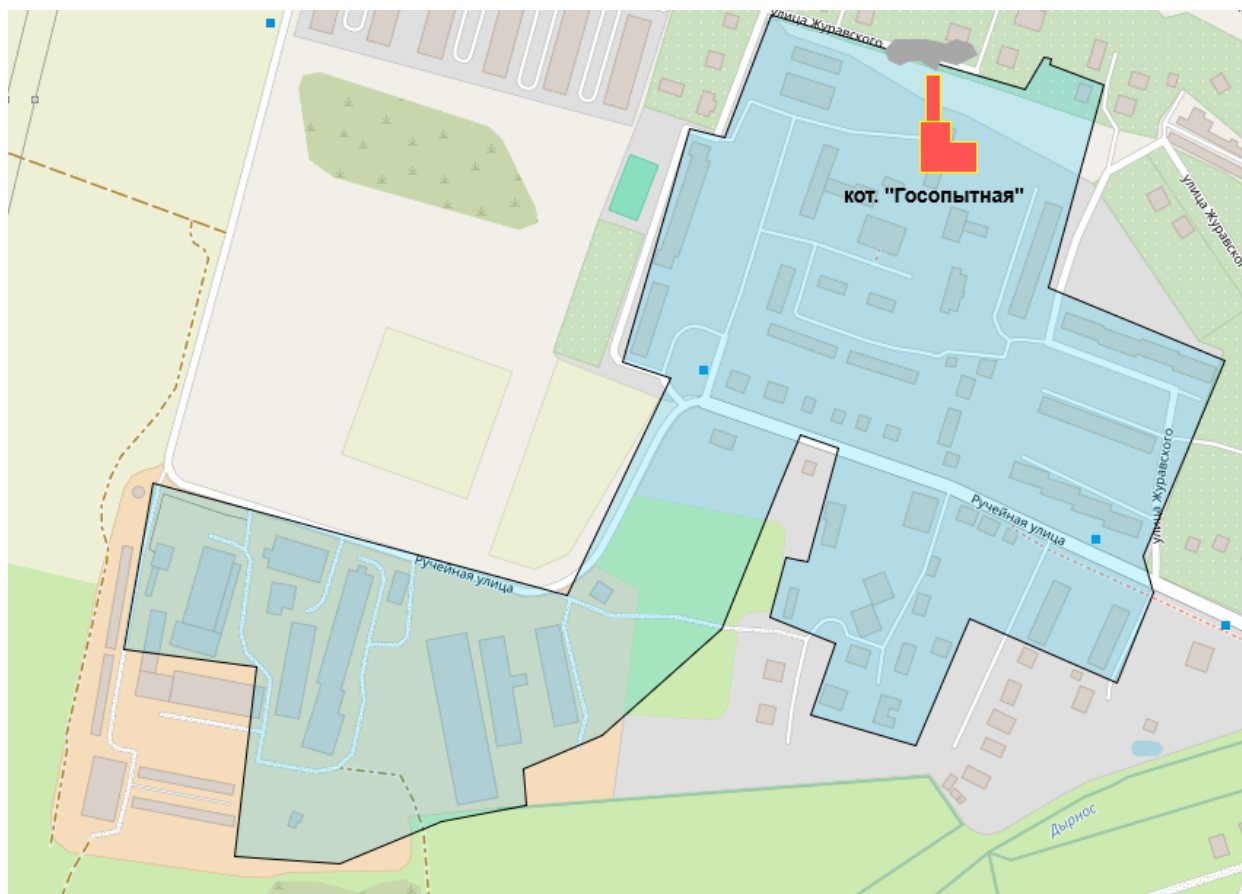 улица Журавского
кот. "Госопытная"
улица Журавского
улица Журавского
Ручейная улица
Ручейная улица
Дырнос